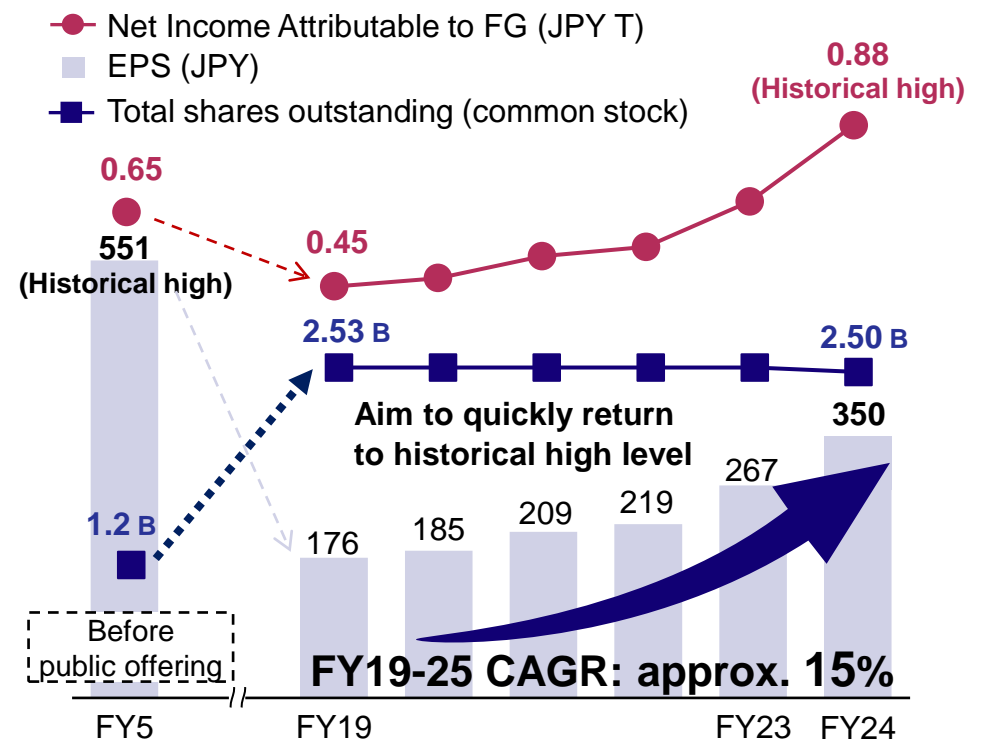 Net Income Attributable to FG (JPY T)
EPS (JPY)
Total shares outstanding (common stock)
0.88
(Historical high)
0.65
551
(Historical high)
0.45
2.53 B
2.50 B
Aim to quickly return
to historical high level
350
267
219
209
185
176
1.2 B
Before
public offering
FY19-25 CAGR: approx. 15%
FY5
FY19
FY23
FY24